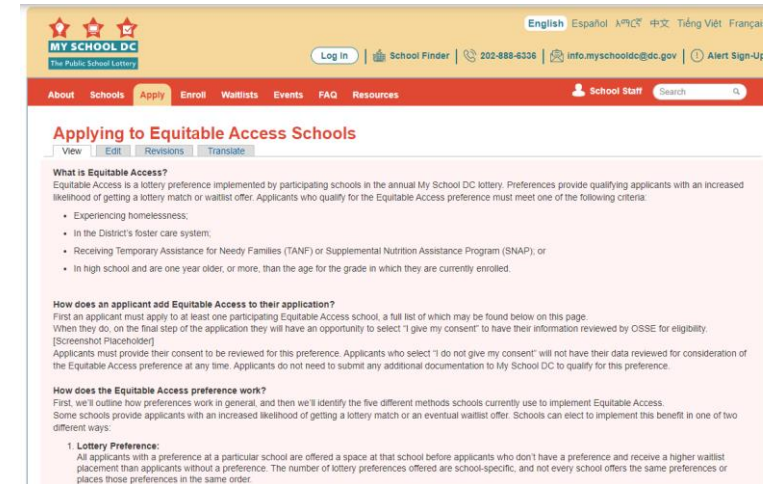 English Español አማርኛ 中文 Tiếng Việt Françai
MY SCHOOL DC
The Public School Lottery
Log In | School Finder | 202-888-6336 | info.myschooldc@dc.gov | Alert Sign-Up
About Schools Apply Enroll Waitlists Events FAQ Resources School Staff Search
Applying to Equitable Access Schools
View Edit Revisions Translate
What is Equitable Access?
Equitable Access is a lottery preference implemented by participating schools in the annual My School DC lottery. Preferences provide qualifying applicants with an increased
likelihood of getting a lottery match or waitlist offer. Applicants who qualify for the Equitable Access preference must meet one of the following criteria:
• Experiencing homelessness;
• In the District's foster care system;
• Receiving Temporary Assistance for Needy Families (TANF) or Supplemental Nutrition Assistance Program (SNAP); or
• In high school and are one year older, or more, than the age for the grade in which they are currently enrolled.
How does an applicant add Equitable Access to their application?
First an applicant must apply to at least one participating Equitable Access school, a full list of which may be found below on this page.
When they do, on the final step of the application they will have an opportunity to select "I give my consent" to have their information reviewed by OSSE for eligibility.
[Screenshot Placeholder]
Applicants must provide their consent to be reviewed for this preference. Applicants who select "I do not give my consent" will not have their data reviewed for consideration of
the Equitable Access preference at any time. Applicants do not need to submit any additional documentation to My School DC to qualify for this preference.
How does the Equitable Access preference work?
First, we'll outline how preferences work in general, and then we'll identify the five different methods schools currently use to implement Equitable Access.
Some schools provide applicants with an increased likelihood of getting a lottery match or an eventual waitlist offer. Schools can elect to implement this benefit in one of two
different ways:
1. Lottery Preference:
All applicants with a preference at a particular school are offered a space at that school before applicants who don't have a preference and receive a higher waitlist
placement than applicants without a preference. The number of lottery preferences offered are school-specific, and not every school offers the same preferences or
places those preferences in the same order.